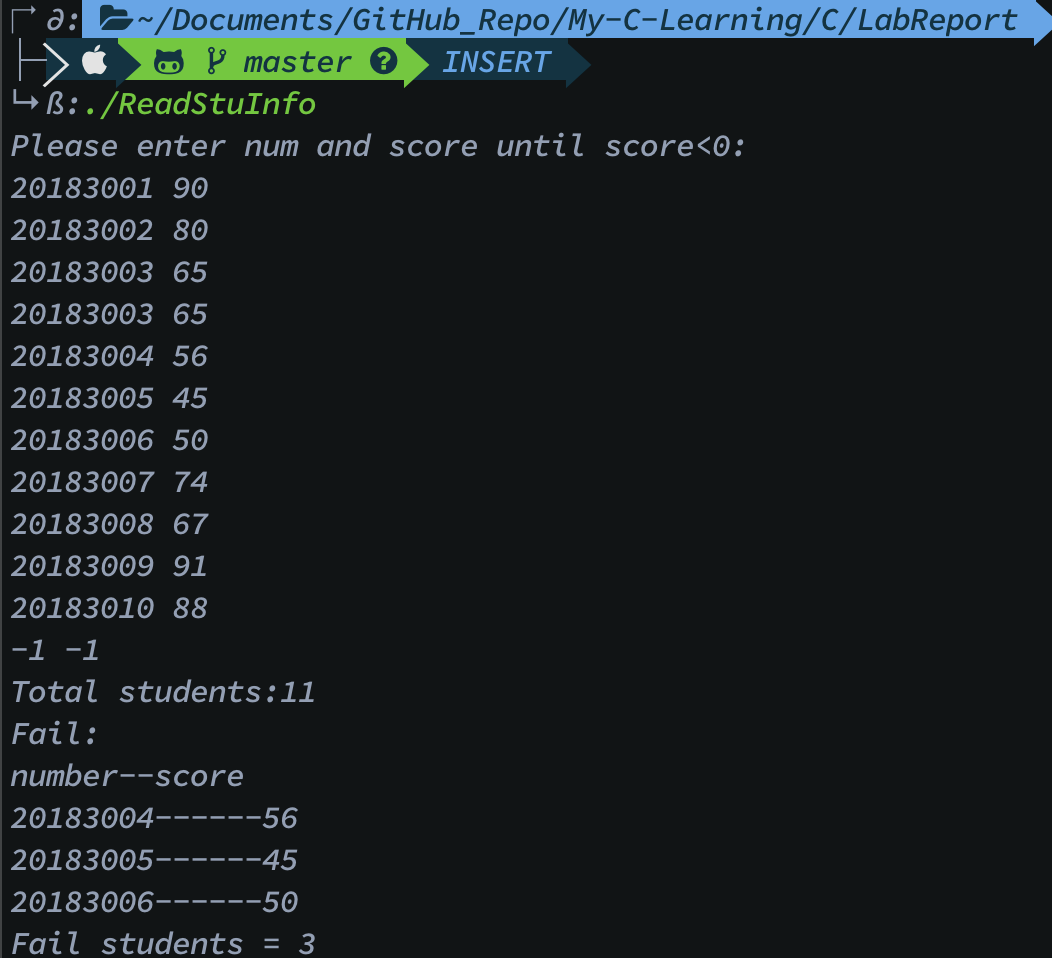 ∂: ~/Documents/GitHub_Repo/My-C-Learning/C/LabReport
master ? INSERT
ß:./ReadStuInfo
Please enter num and score until score<0:
20183001 90
20183002 80
20183003 65
20183003 65
20183004 56
20183005 45
20183006 50
20183007 74
20183008 67
20183009 91
20183010 88
-1 -1
Total students:11
Fail:
number--score
20183004------56
20183005------45
20183006------50
Fail students = 3